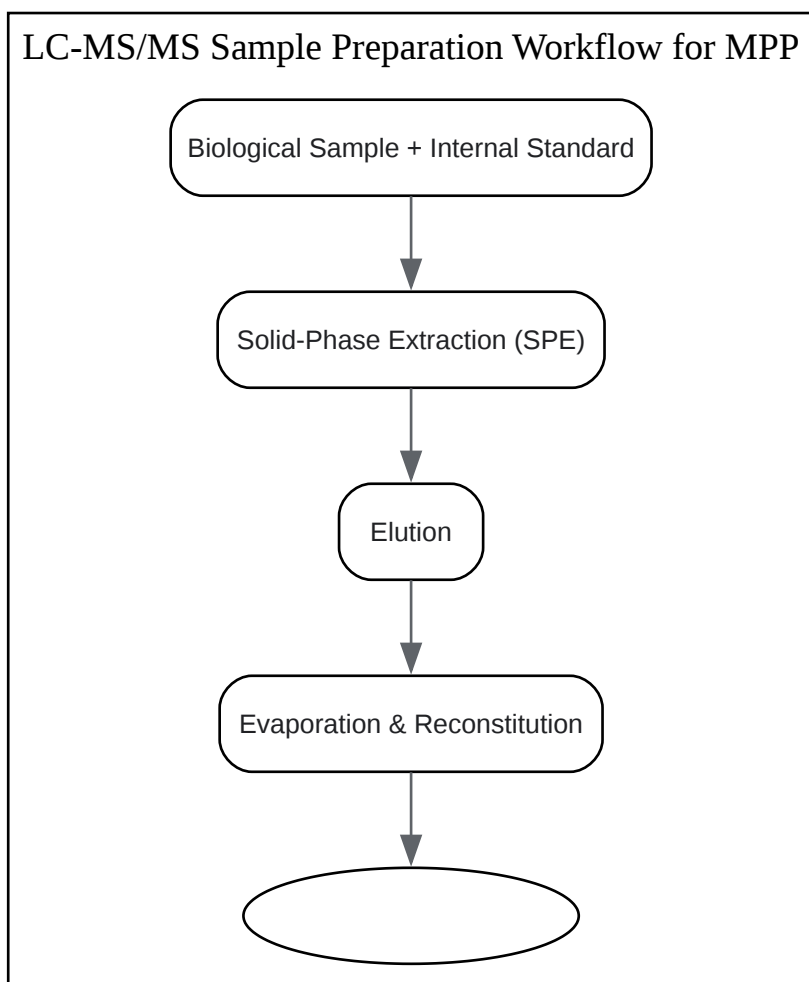 LC-MS/MS Sample Preparation Workflow for MPP
Biological Sample + Internal Standard
Solid-Phase Extraction (SPE)
Elution
Evaporation & Reconstitution